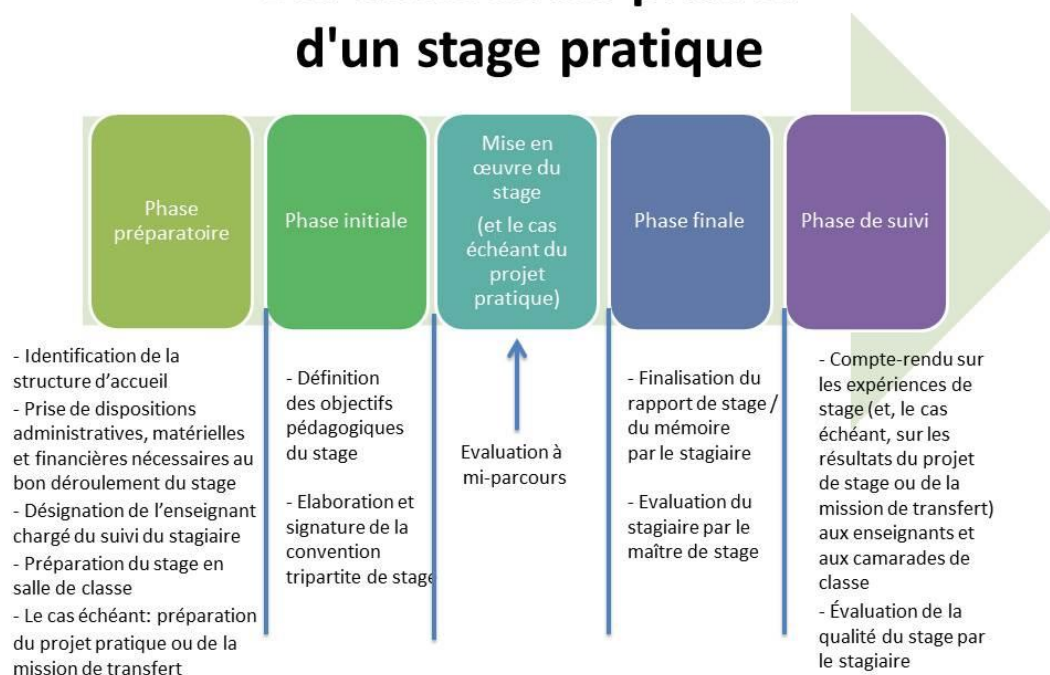 d'un stage pratique
Phase
préparatoire
Phase initiale
Mise en
œuvre du
stage
(et le cas
échéant du
projet
pratique)
Phase finale
Phase de suivi
- Identification de la
structure d’accueil
- Prise de dispositions
administratives, matérielles
et financières nécessaires au
bon déroulement du stage
- Désignation de l’enseignant
chargé du suivi du stagiaire
- Préparation du stage en
salle de classe
- Le cas échéant: préparation
du projet pratique ou de la
mission de transfert
- Définition
des objectifs
pédagogiques
du stage
- Elaboration et
signature de la
convention
tripartite de stage
Evaluation à
mi-parcours
- Finalisation du
rapport de stage /
du mémoire
par le stagiaire
- Evaluation du
stagiaire par le
maître de stage
- Compte-rendu sur
les expériences de
stage (et, le cas
échéant, sur les
résultats du projet
de stage ou de la
mission de transfert)
aux enseignants et
aux camarades de
classe
- Évaluation de la
qualité du stage par
le stagiaire